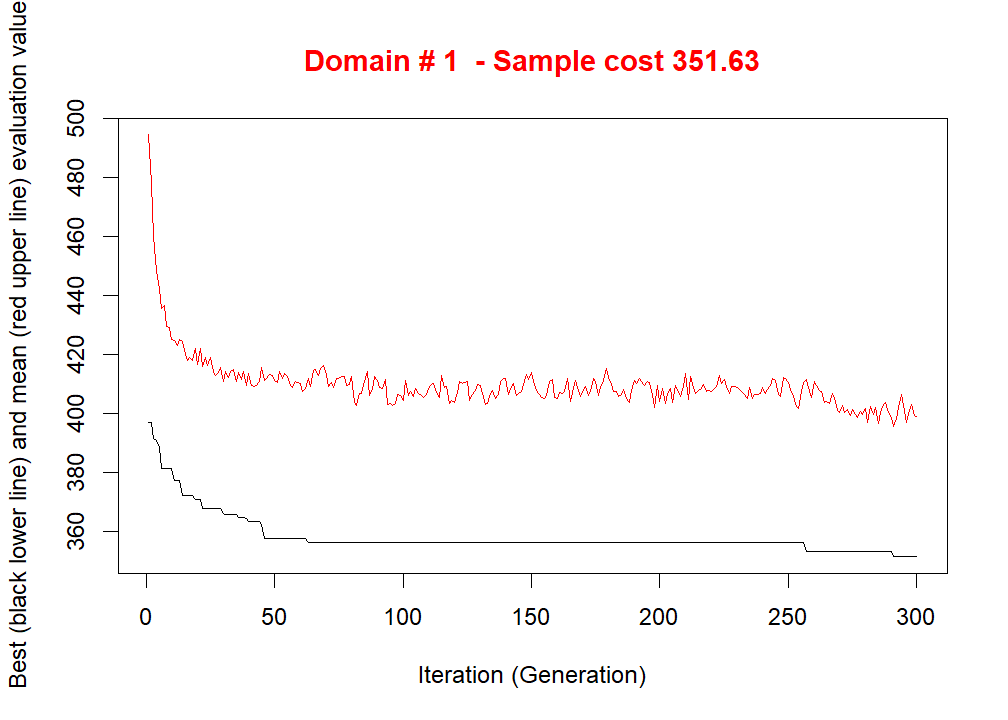 Domain # 1  - Sample cost 351.63
Best (black lower line) and mean (red upper line) evaluation value
500
480
460
440
420
400
380
360
0 50 100 150 200 250 300
Iteration (Generation)